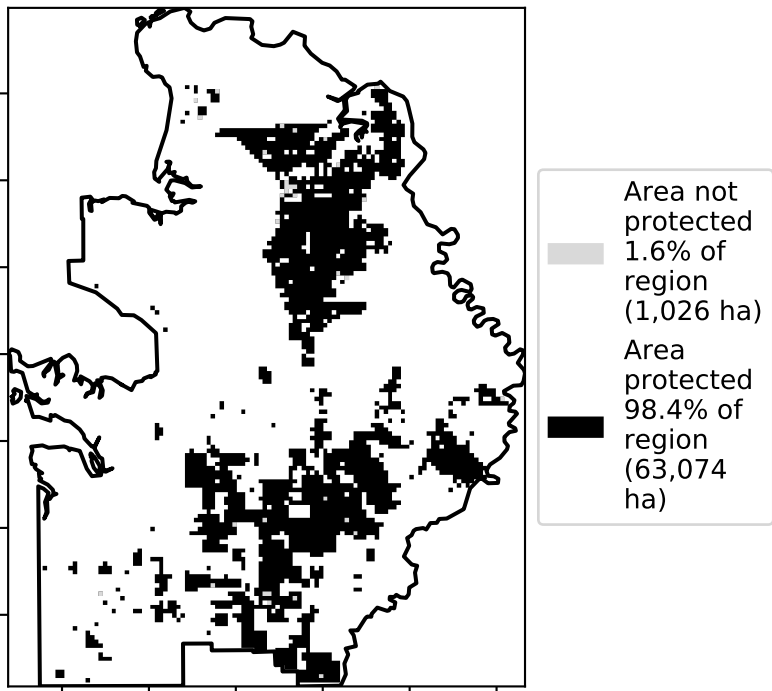 Area not
protected
1.6% of
region
(1,026 ha)
Area
protected
98.4% of
region
(63,074
ha)